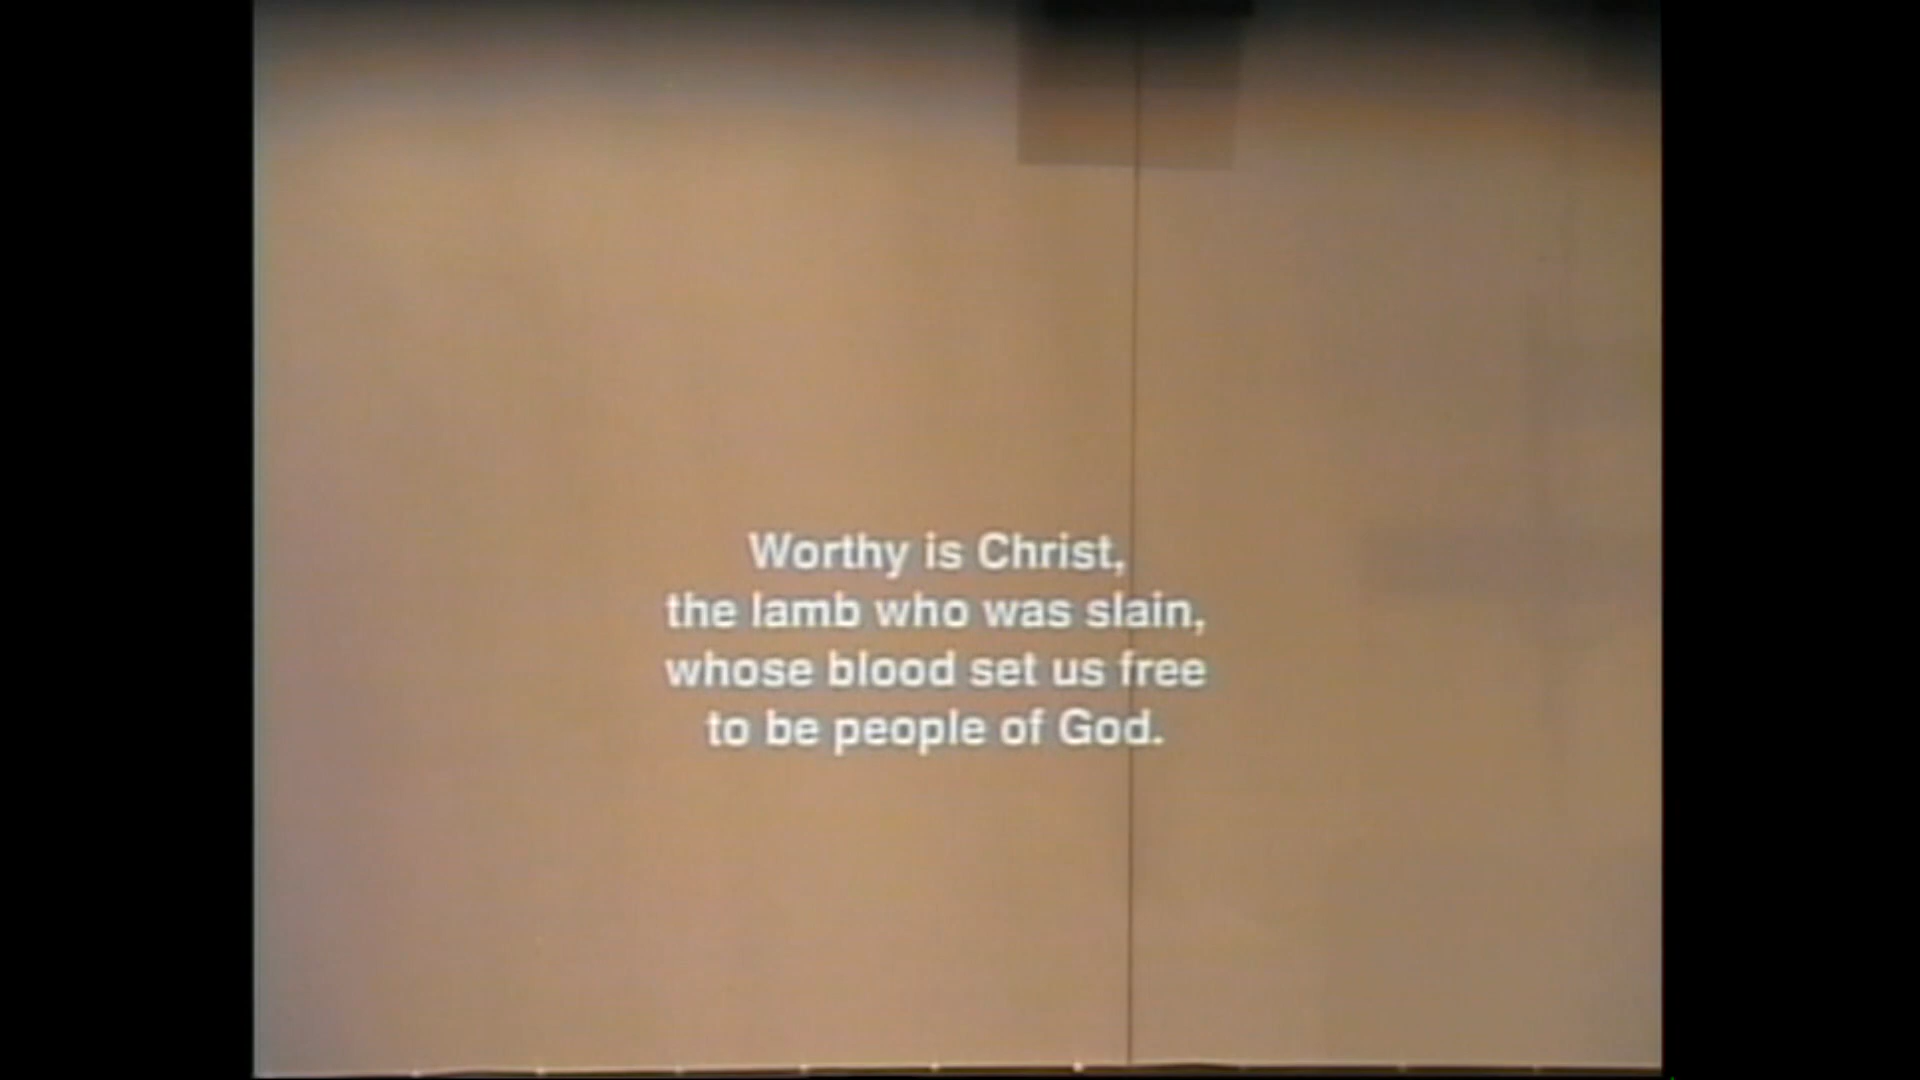 Worthy is Christ,
the lamb who was slain,
whose blood set us free
to be people of God.